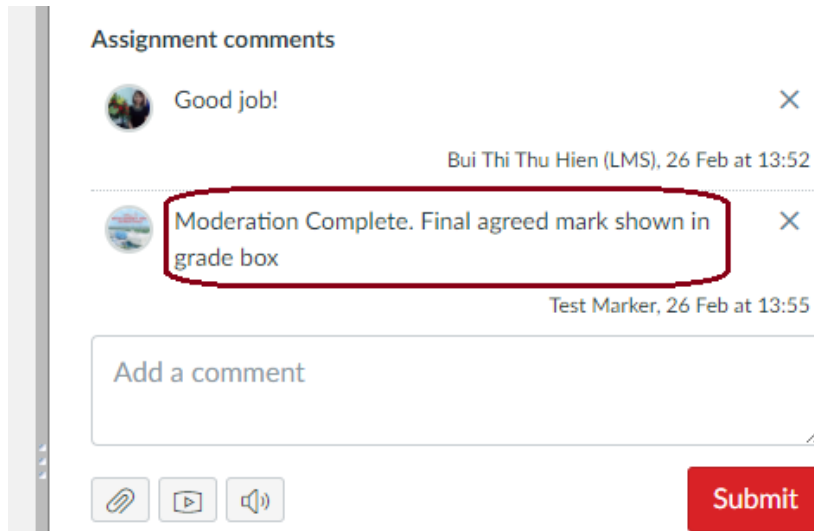 Assignment comments
Good job!
Bui Thi Thu Hien (LMS), 26 Feb at 13:52
Moderation Complete. Final agreed mark shown in
grade box
Test Marker, 26 Feb at 13:55
Add a comment
Submit